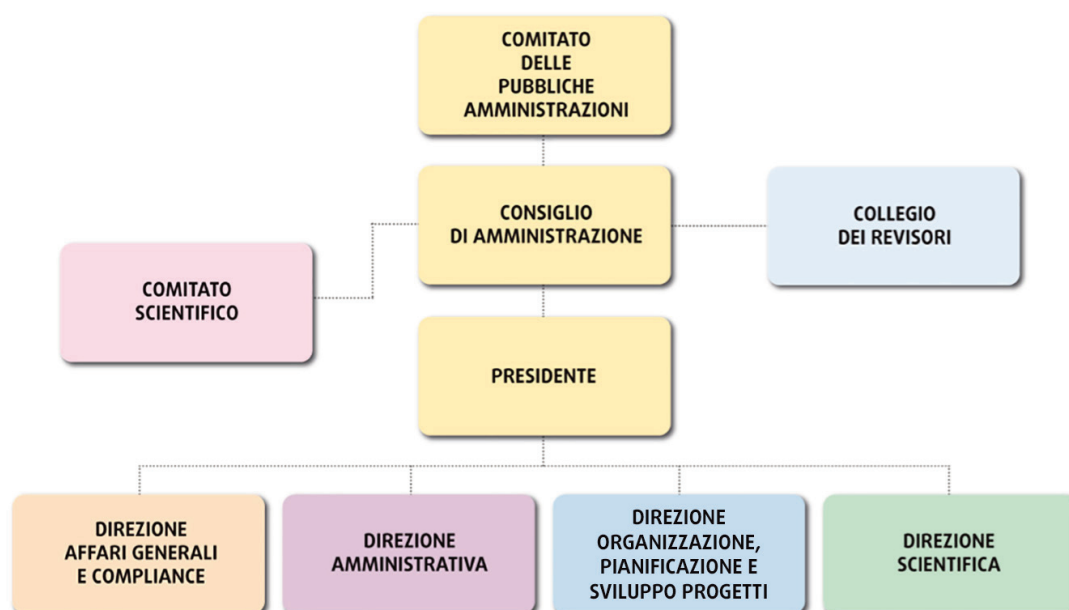 COMITATO
DELLE
PUBBLICHE
AMMINISTRAZIONI
CONSIGLIO
DI AMMINISTRAZIONE
COLLEGIO
DEI REVISORI
COMITATO
SCIENTIFICO
PRESIDENTE
DIREZIONE
AFFARI GENERALI
E COMPLIANCE
DIREZIONE
AMMINISTRATIVA
DIREZIONE
ORGANIZZAZIONE,
PIANIFICAZIONE E
SVILUPPO PROGETTI
DIREZIONE
SCIENTIFICA